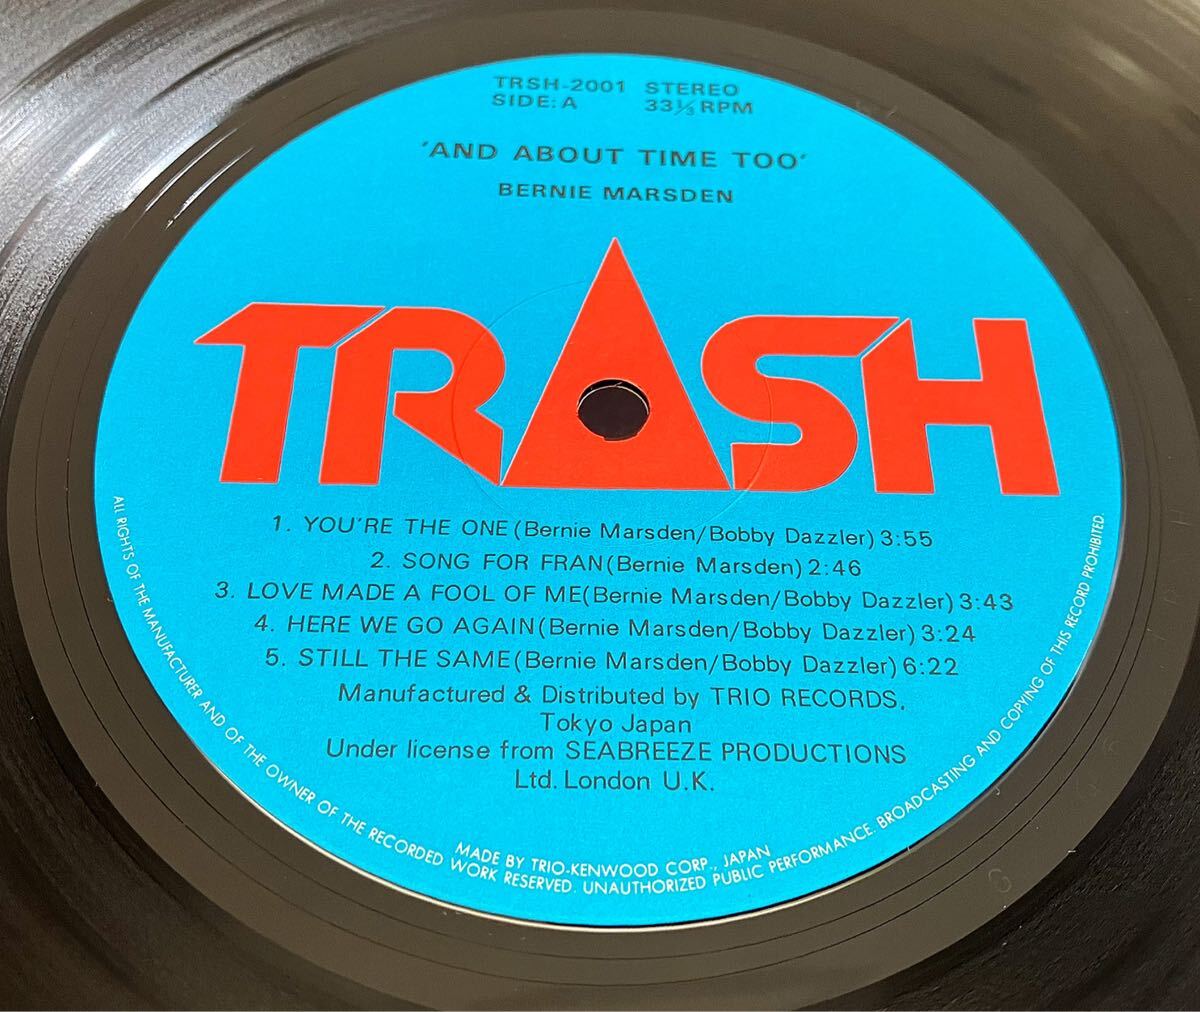 TRSH-2001 STEREO
SIDE: A 33⅓ RPM
'AND ABOUT TIME TOO'
BERNIE MARSDEN
TRASH
1. YOU'RE THE ONE (Bernie Marsden/Bobby Dazzler) 3:55
2. SONG FOR FRAN (Bernie Marsden) 2:46
3. LOVE MADE A FOOL OF ME (Bernie Marsden/Bobby Dazzler) 3:43
4. HERE WE GO AGAIN (Bernie Marsden/Bobby Dazzler) 3:24
5. STILL THE SAME (Bernie Marsden/Bobby Dazzler) 6:22
Manufactured & Distributed by TRIO RECORDS,
Tokyo Japan
Under license from SEABREEZE PRODUCTIONS
Ltd. London U.K.
MADE BY TRIO-KENWOOD CORP., JAPAN
ALL RIGHTS OF THE MANUFACTURER AND OF THE OWNER OF THE RECORDED WORK RESERVED. UNAUTHORIZED PUBLIC PERFORMANCE. BROADCASTING AND COPYING OF THIS RECORD PROHIBITED.